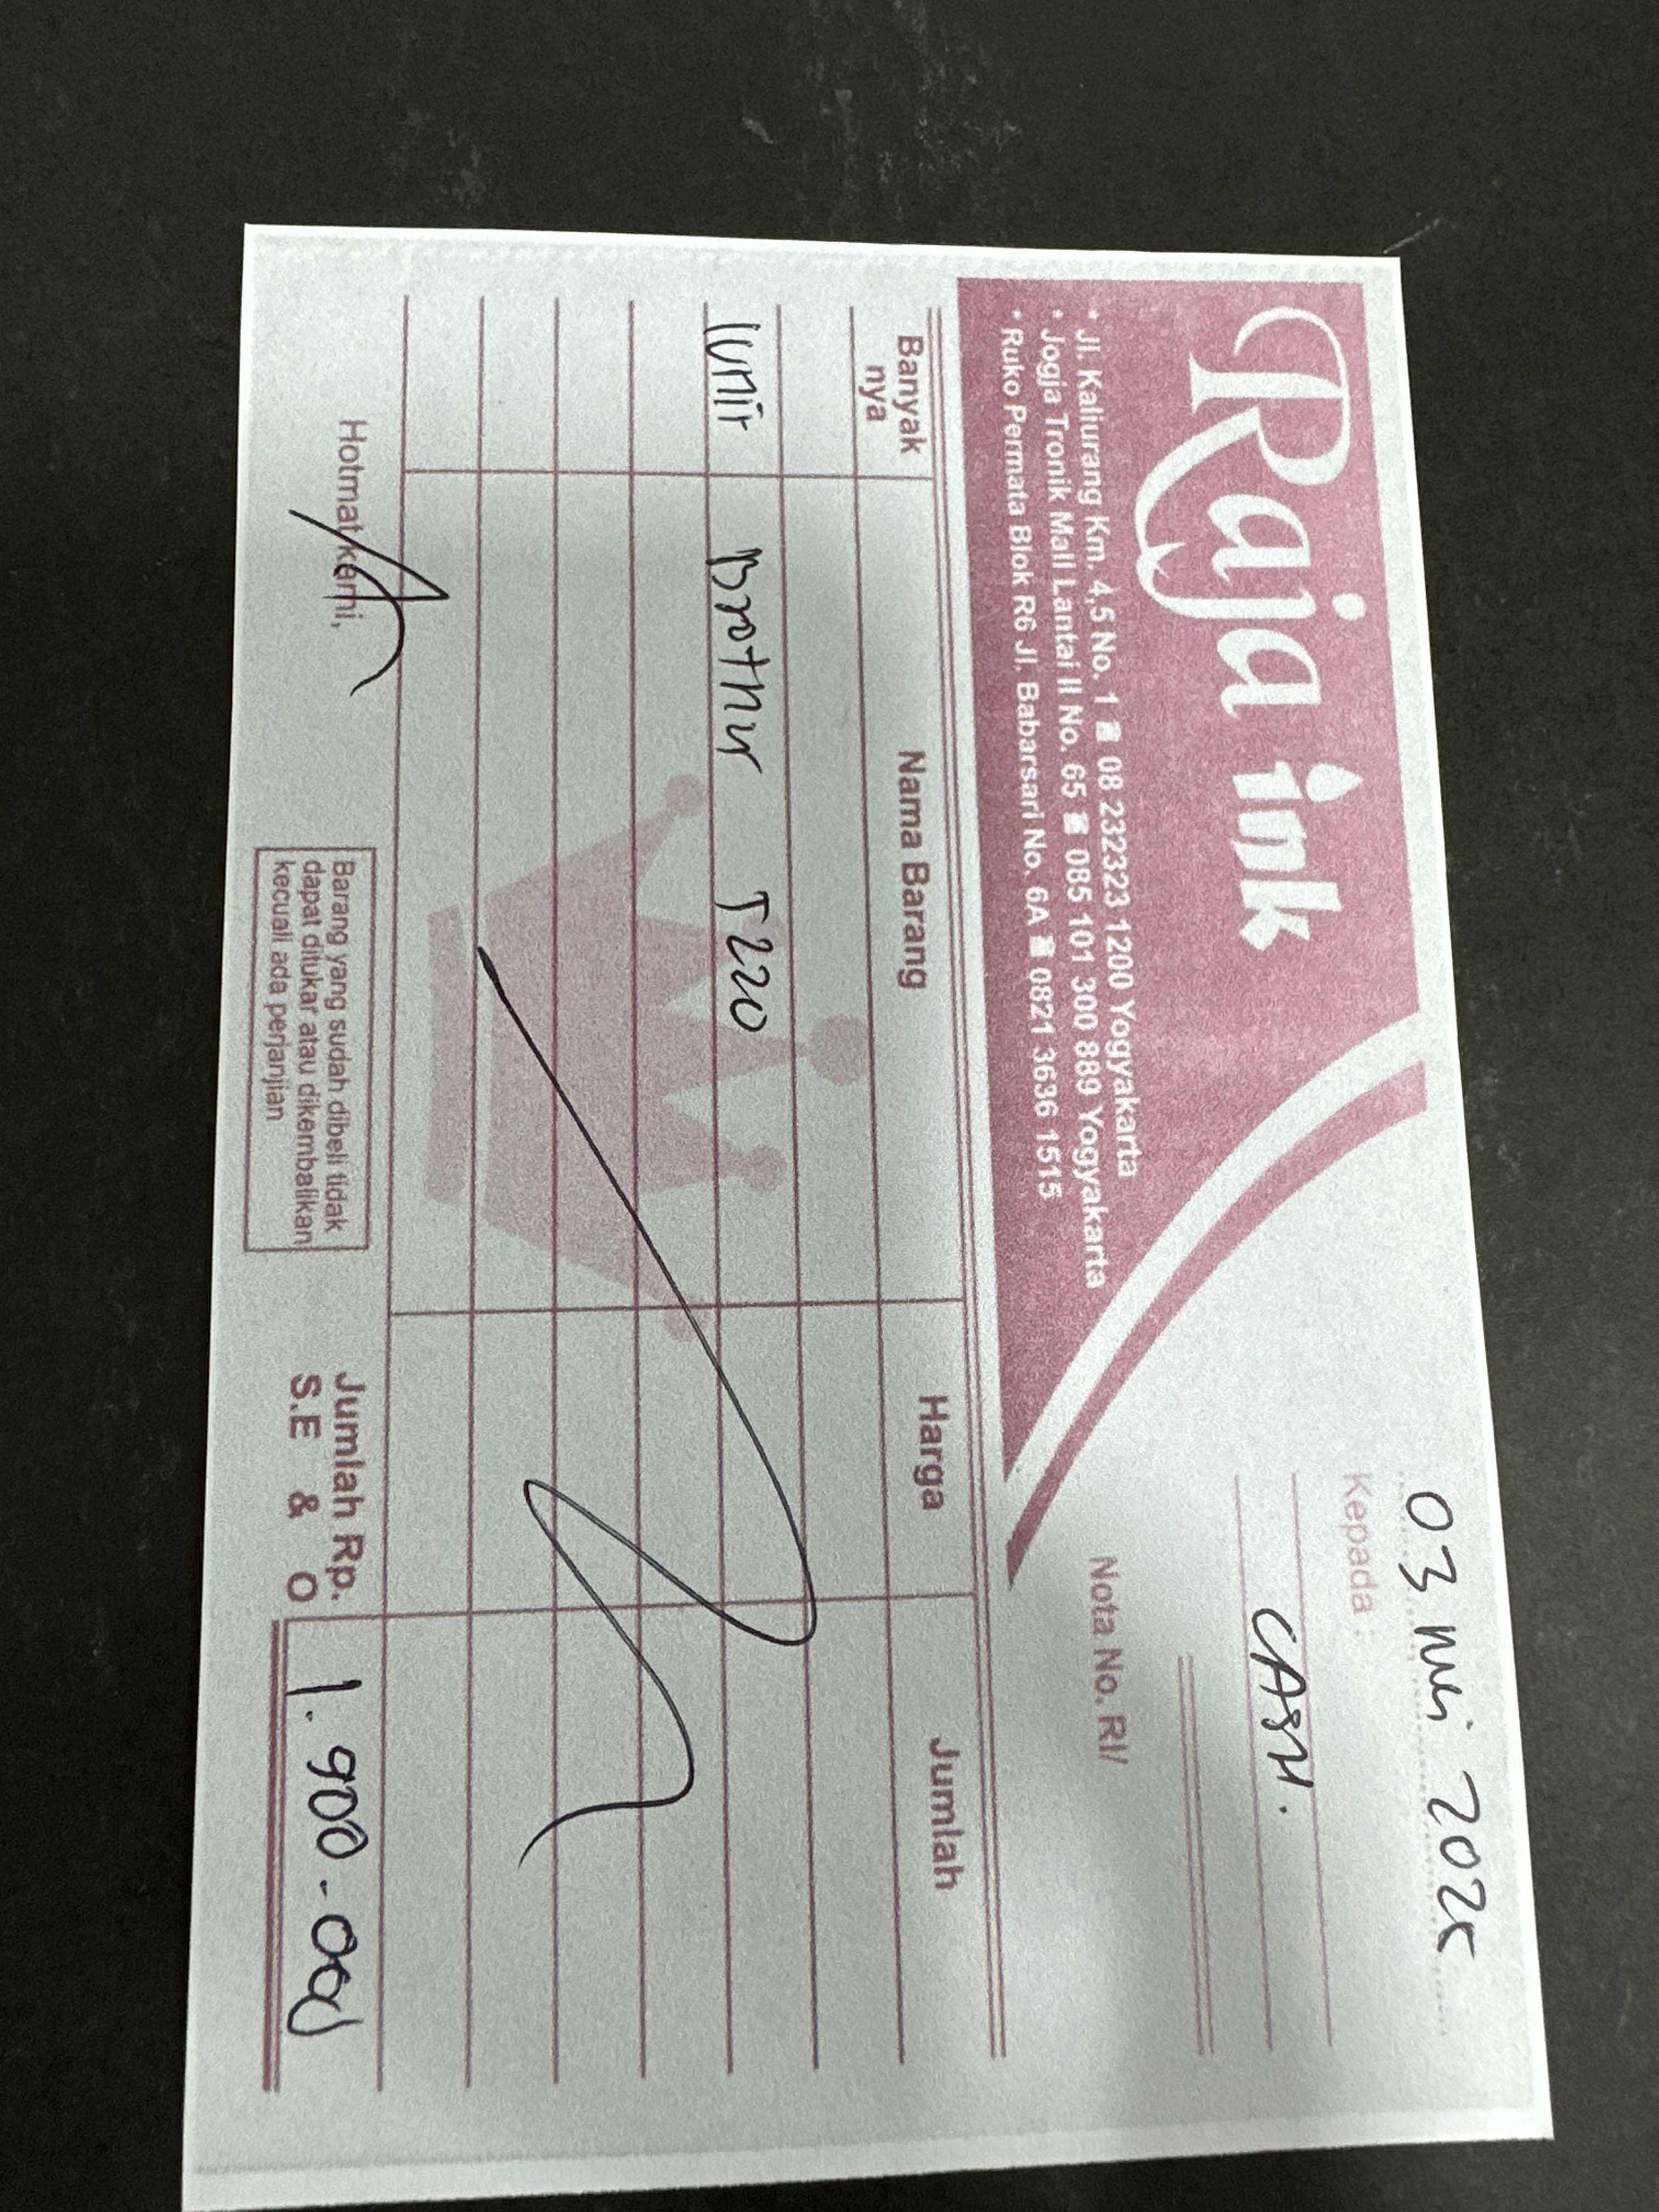 Raja ink
* Jl. Kaliurang Km. 4,5 No. 1 ☎ 08 232323 1200 Yogyakarta
* Jogja Tronik Mall Lantai II No. 65 ☎ 085 101 300 889 Yogyakarta
* Ruko Permata Blok R6 Jl. Babarsari No. 6A ☎ 0821 3636 1515
03 Mei 2025
Kepada :
CASH.
Nota No. RI/
Banyak nya Nama Barang Harga Jumlah
1 unit Brother T220
Hotmat kami,
Barang yang sudah dibeli tidak
dapat ditukar atau dikembalikan
kecuali ada perjanjian
Jumlah Rp. 1.900.000
S.E & O